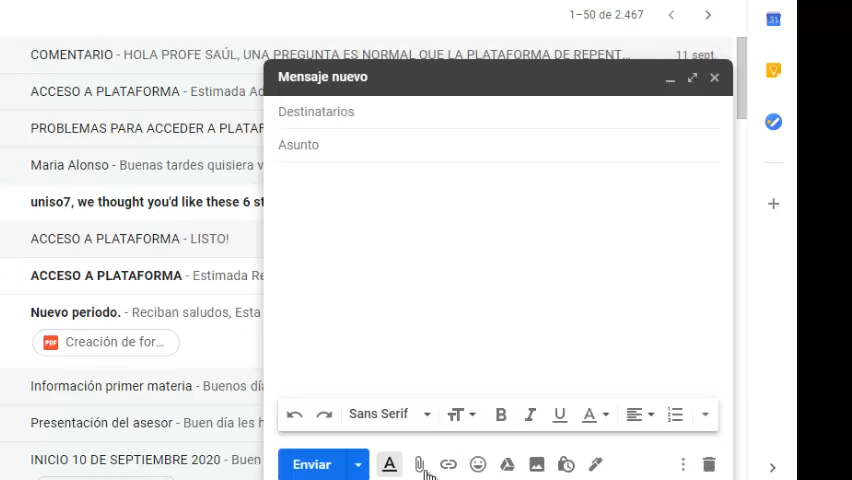 1–50 de 2.467
COMENTARIO - HOLA PROFE SAÚL, UNA PREGUNTA ES NORMAL QUE LA PLATAFORMA DE REPENT… 11 sept.
Mensaje nuevo
Destinatarios
Asunto
ACCESO A PLATAFORMA - Estimada
PROBLEMAS PARA ACCEDER A
Maria Alonso - Buenas tardes quisiera
uniso7, we thought you'd like these 6
ACCESO A PLATAFORMA - LISTO!
ACCESO A PLATAFORMA - Estimada
Nuevo periodo. - Reciban saludos, Esta
PDF Creación de for…
Información primer materia - Buenos
Presentación del asesor - Buen día les
INICIO 10 DE SEPTIEMBRE 2020 - Buen
Sans Serif
B I U A
Enviar A
31